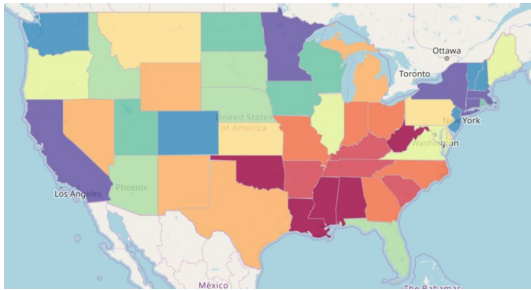 Ottawa
Toronto
United States
of America
York
Washington
Phoenix
Los Angeles
México
The Bahamas